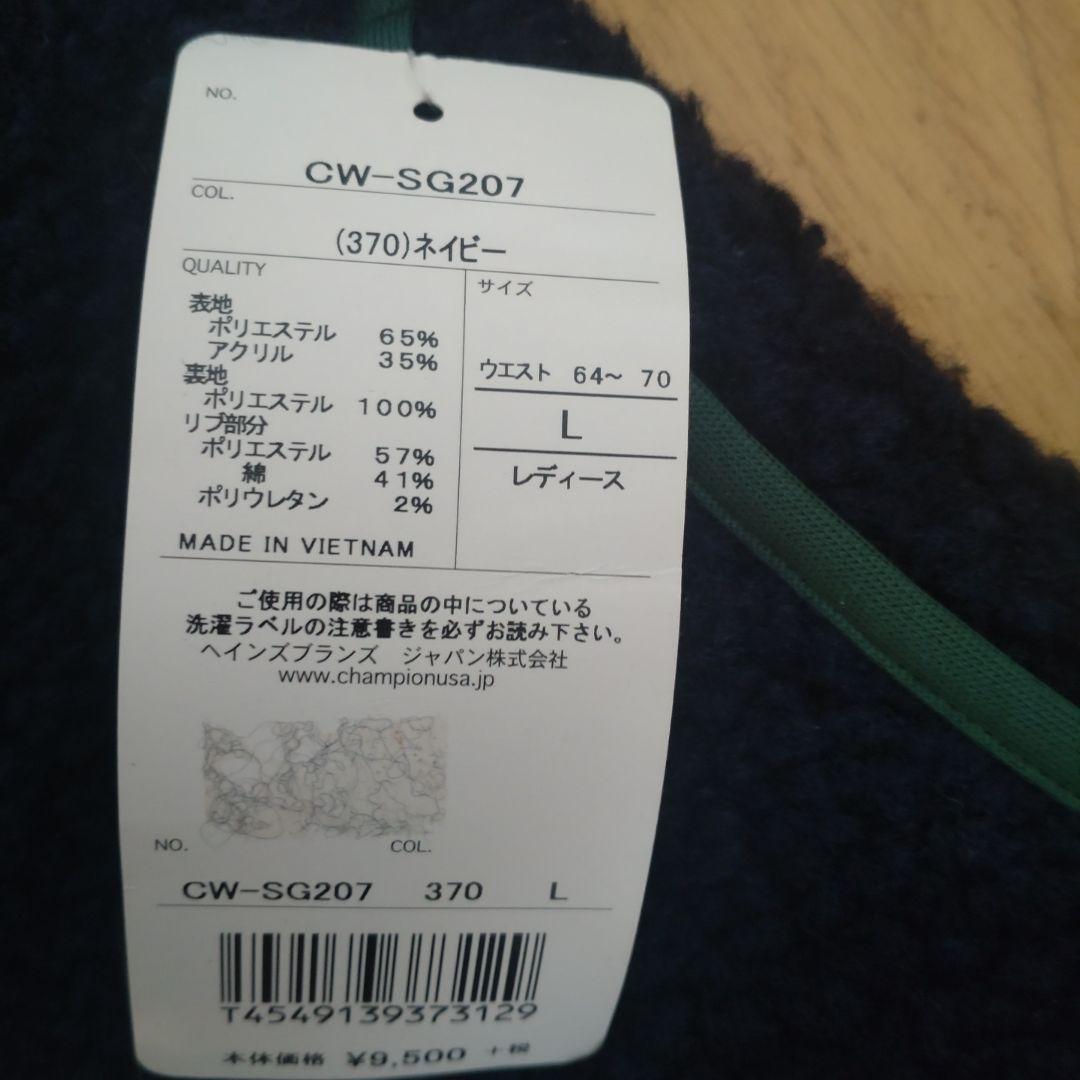 NO.
CW-SG207
COL.
(370)ネイビー
QUALITY
表地
ポリエステル 65%
アクリル 35%
裏地
ポリエステル 100%
リブ部分
ポリエステル 57%
綿 41%
ポリウレタン 2%
MADE IN VIETNAM
サイズ
ウエスト 64~ 70
L
レディース
ご使用の際は商品の中についている
洗濯ラベルの注意書きを必ずお読み下さい。
ヘインズブランズ ジャパン株式会社
www.championusa.jp
NO. COL.
CW-SG207 370 L
T4549139373129
本体価格 ¥9,500 +税